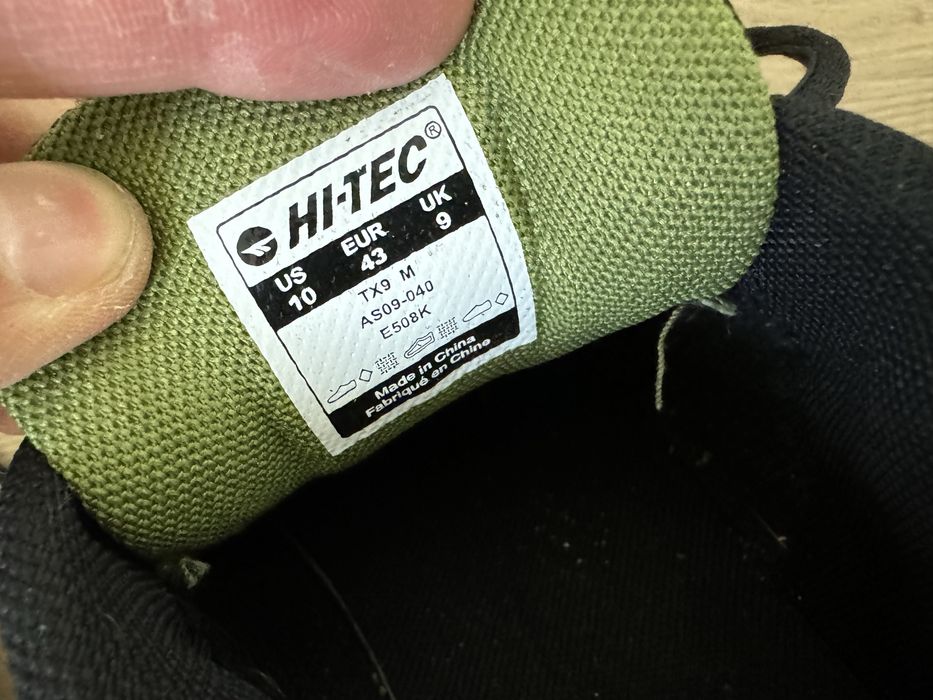 HI-TEC®
US EUR UK
10 43 9
TX9 M
AS09-040
E508K
Made in China
Fabriqué en Chine